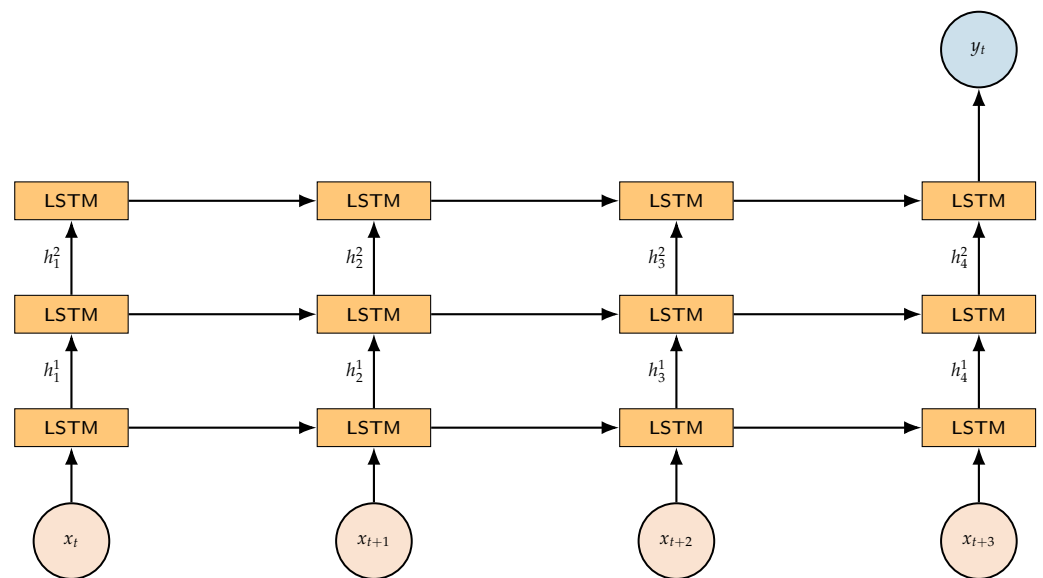 y_t
LSTM LSTM LSTM LSTM
h_1^2 h_2^2 h_3^2 h_4^2
LSTM LSTM LSTM LSTM
h_1^1 h_2^1 h_3^1 h_4^1
LSTM LSTM LSTM LSTM
x_t x_{t+1} x_{t+2} x_{t+3}